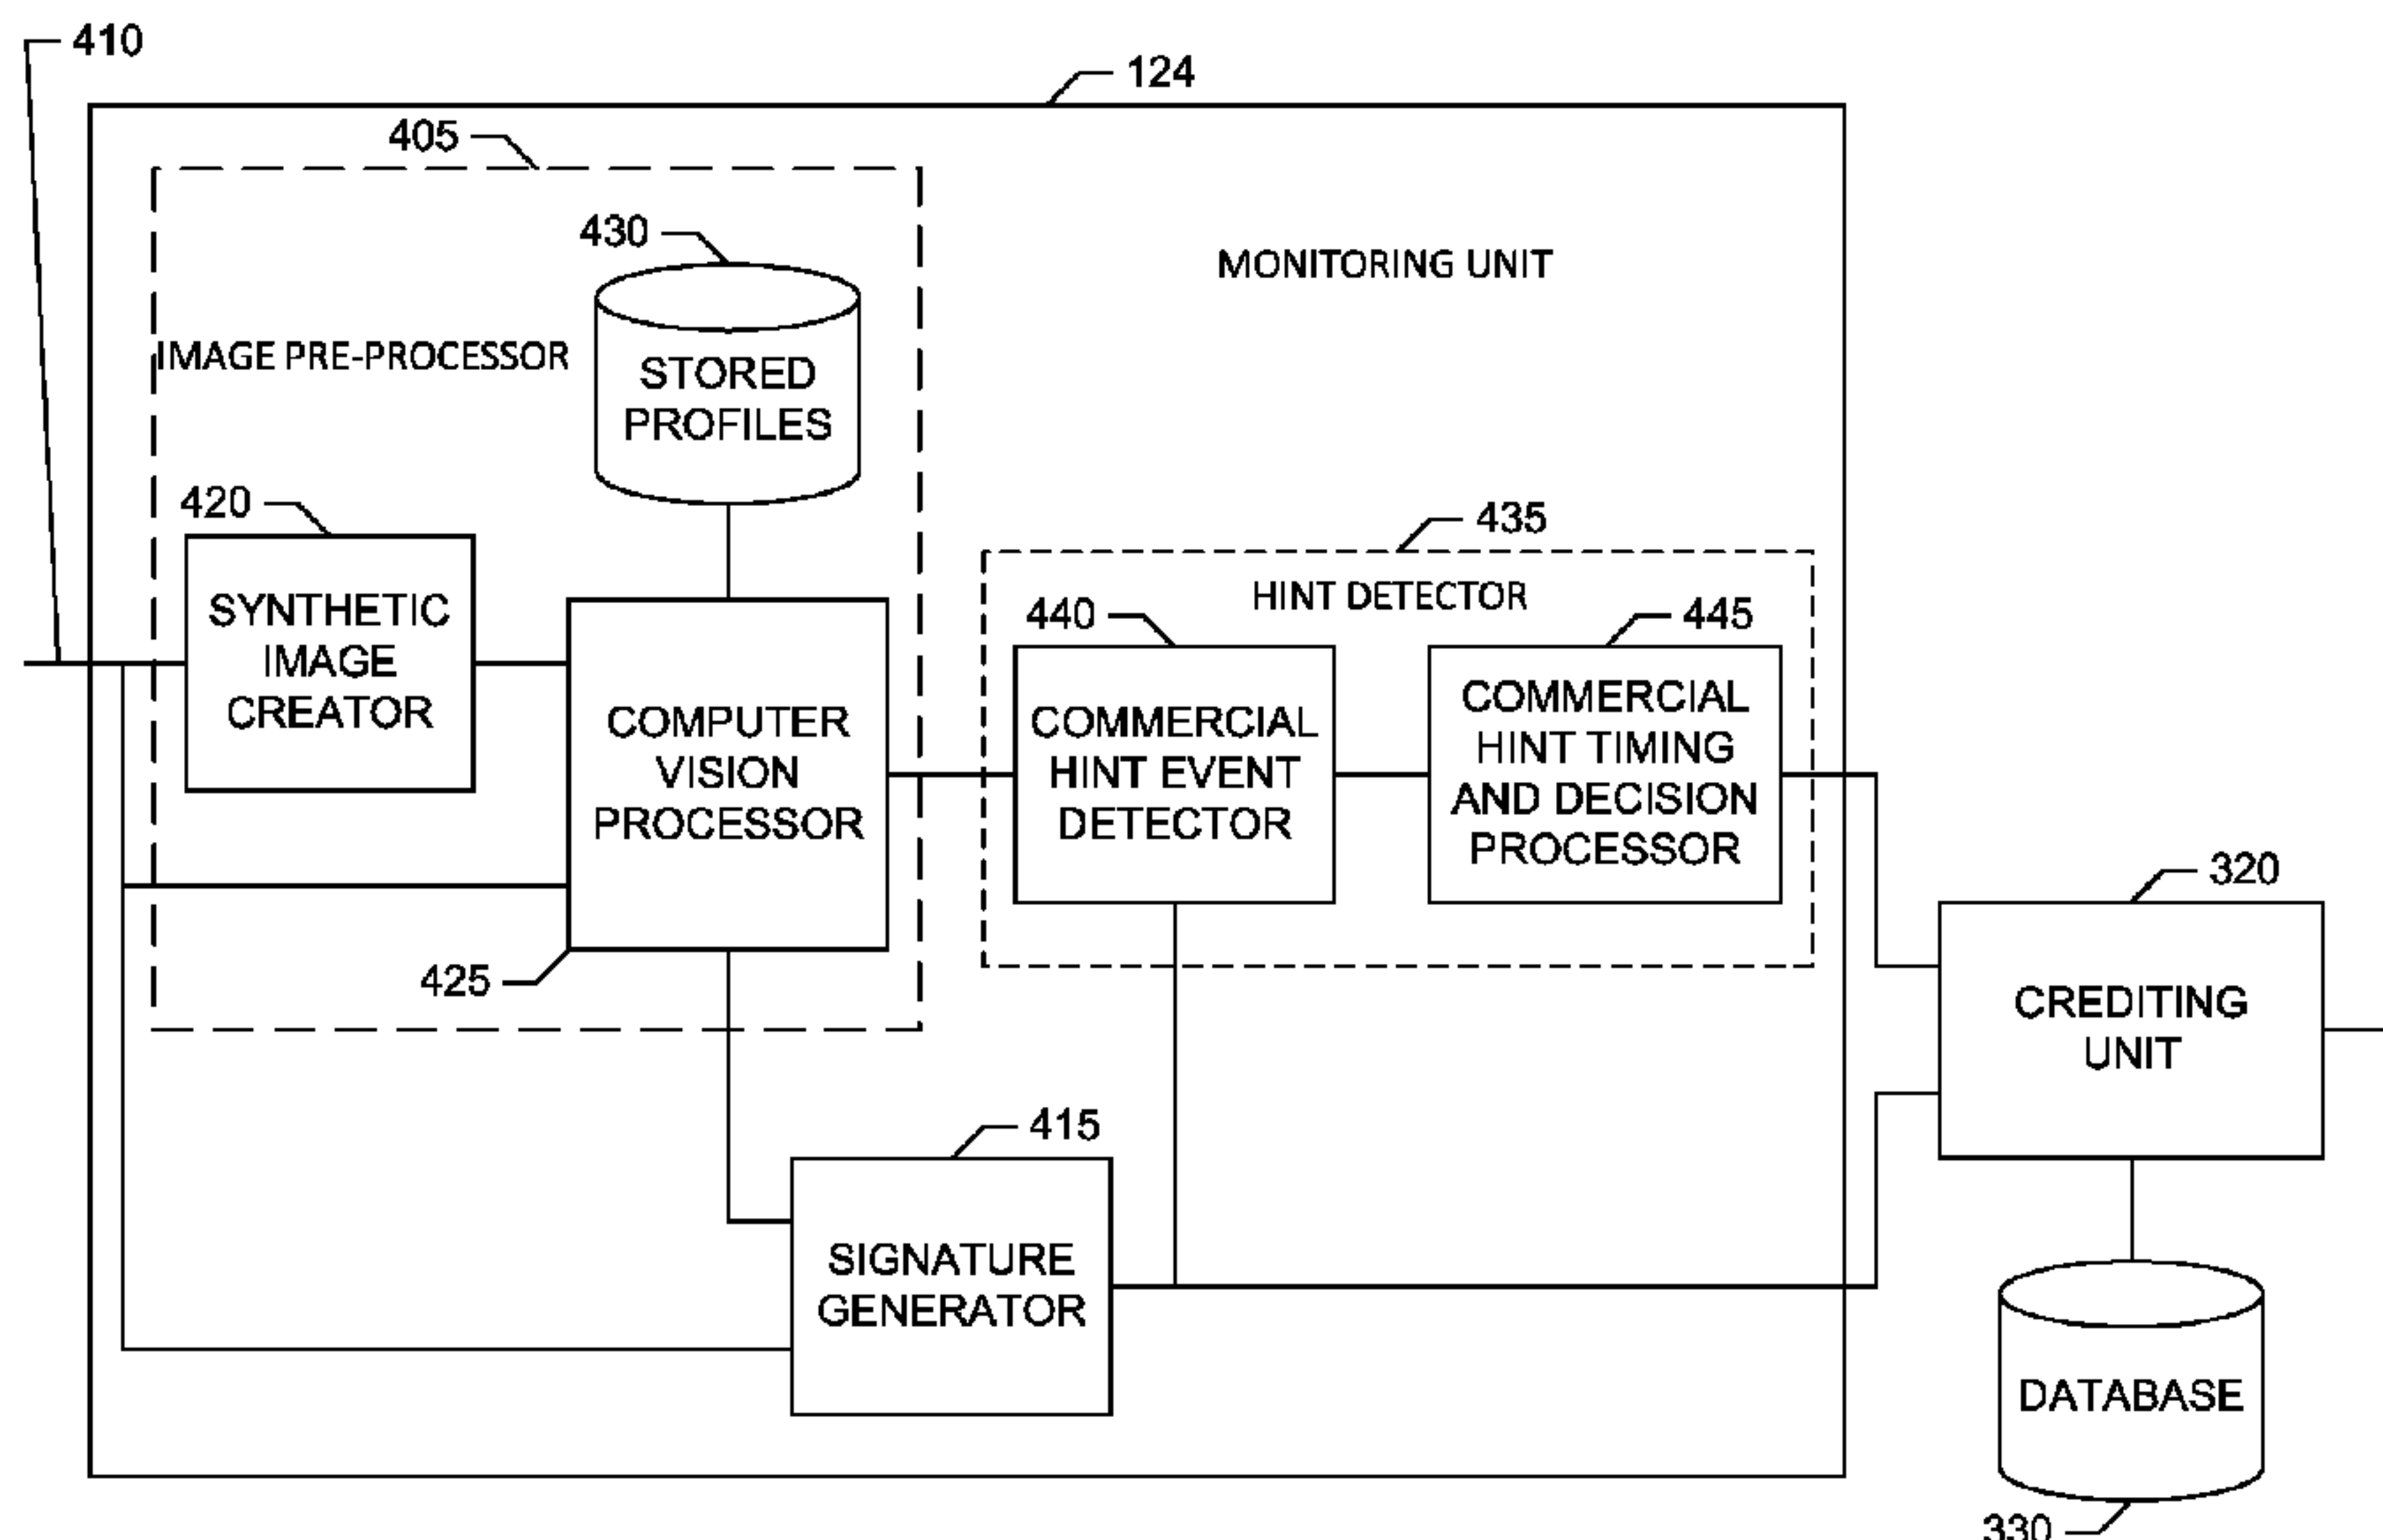 410
124
405
430
MONITORING UNIT
IMAGE PRE-PROCESSOR
STORED
PROFILES
420
SYNTHETIC
IMAGE
CREATOR
435
HINT DETECTOR
440
445
COMPUTER
VISION
PROCESSOR
425
COMMERCIAL
HINT EVENT
DETECTOR
COMMERCIAL
HINT TIMING
AND DECISION
PROCESSOR
320
CREDITING
UNIT
415
SIGNATURE
GENERATOR
DATABASE
330